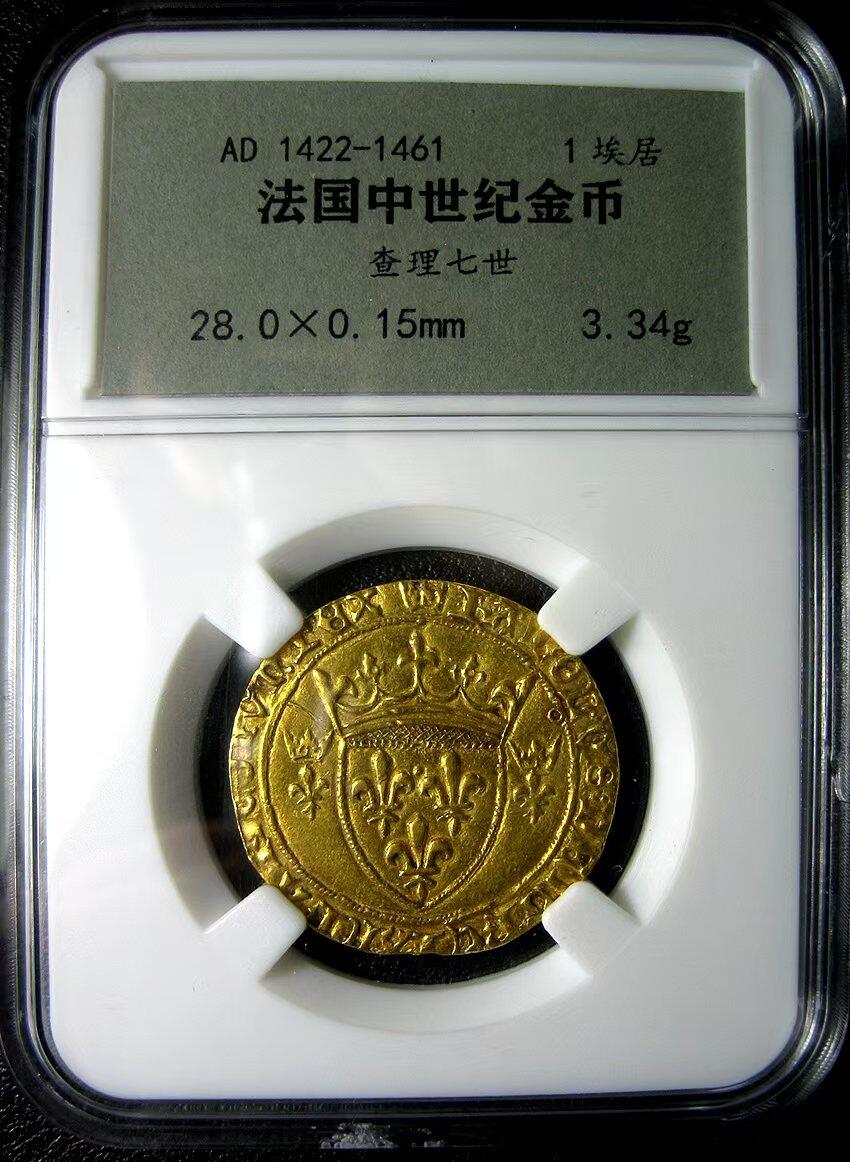 AD 1422-1461 1 埃居
法国中世纪金币
查理七世
28.0×0.15mm 3.34g